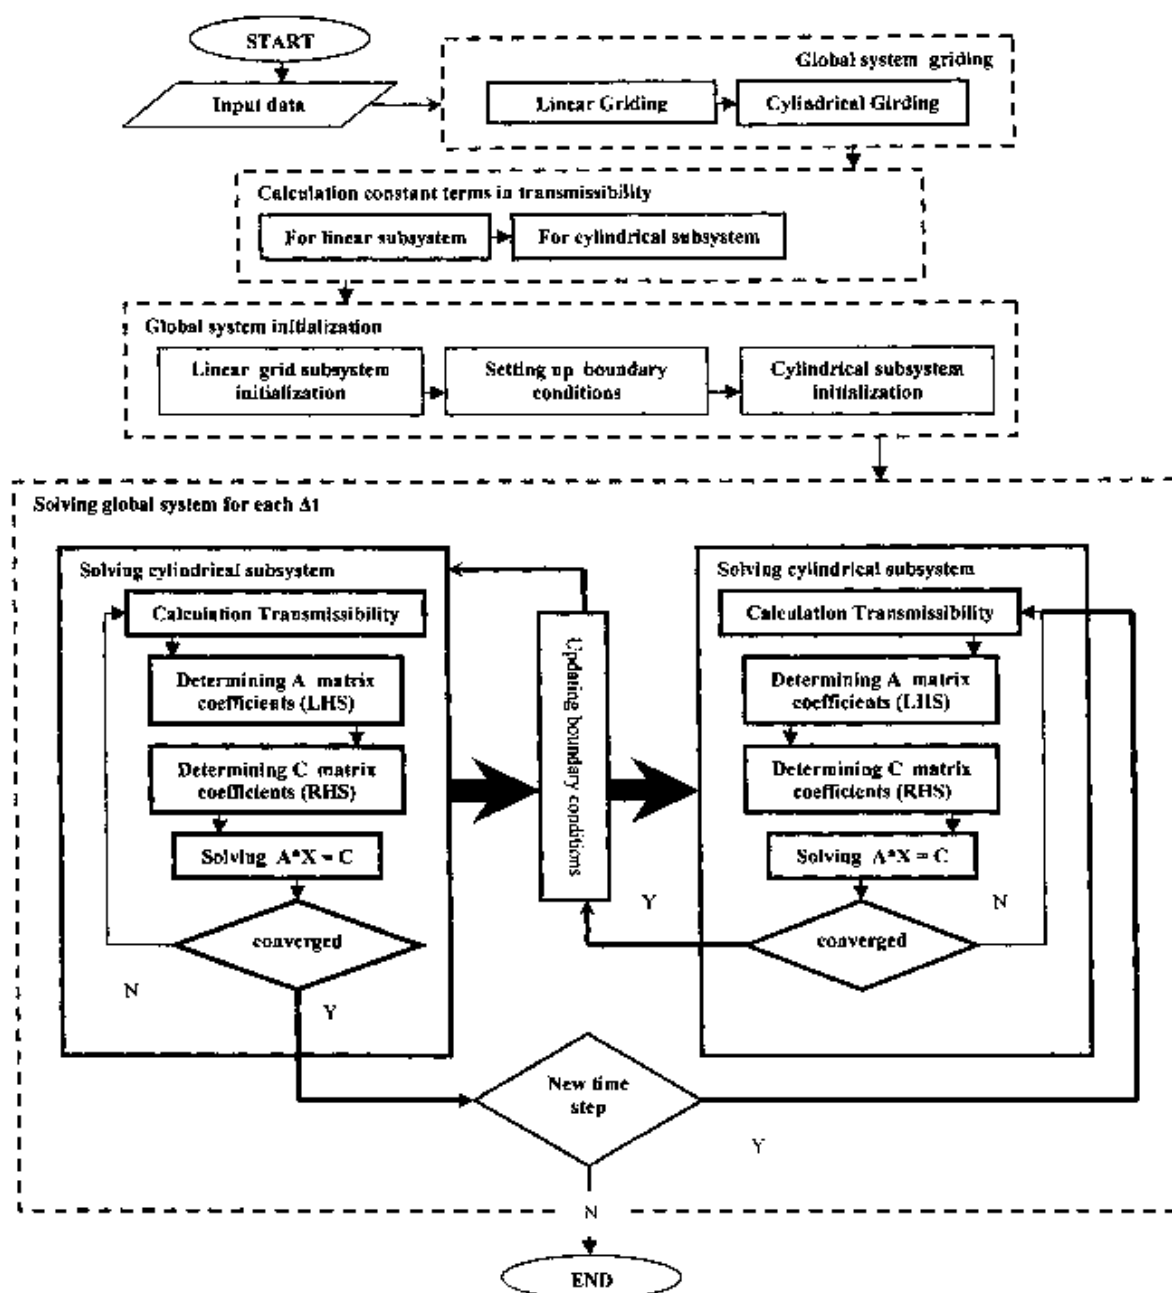 START
Input data
Global system griding
Linear Griding
Cylindrical Girding
Calculation constant terms in transmissibility
For linear subsystem
For cylindrical subsystem
Global system initialization
Linear grid subsystem
initialization
Setting up boundary
conditions
Cylindrical subsystem
initialization
Solving global system for each Δt
Solving cylindrical subsystem
Calculation Transmissibility
Determining A matrix
coefficients (LHS)
Determining C matrix
coefficients (RHS)
Solving A*X = C
converged
N
Y
Updating boundary conditions
Solving cylindrical subsystem
Calculation Transmissibility
Determining A matrix
coefficients (LHS)
Determining C matrix
coefficients (RHS)
Solving A*X = C
converged
Y
N
New time
step
Y
N
END